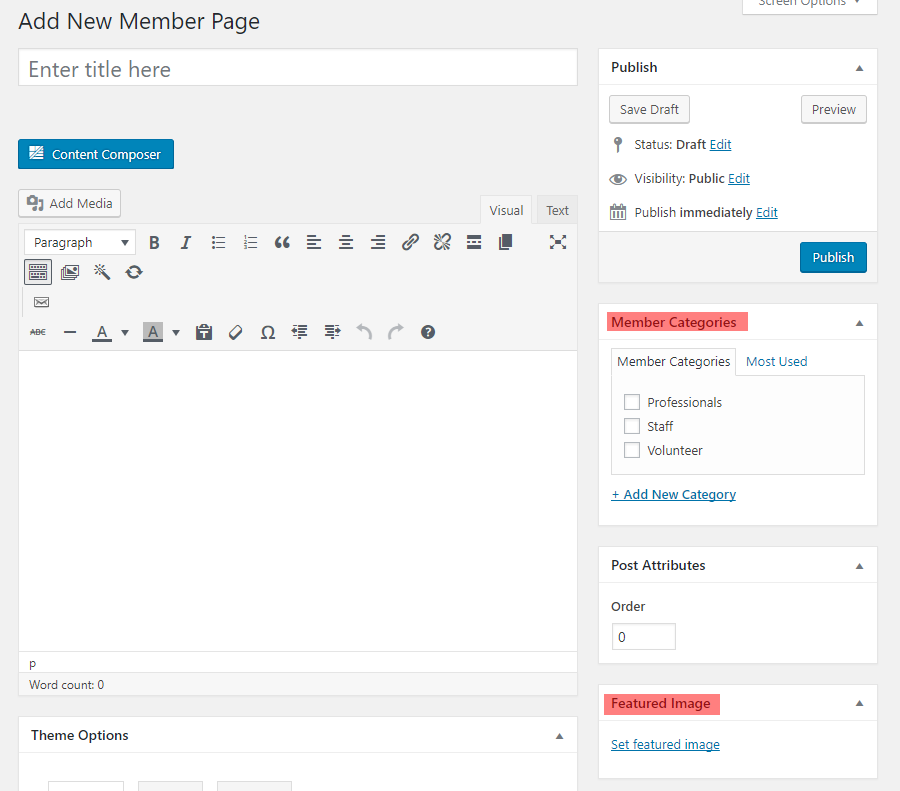 Add New Member Page
Screen Options
Enter title here
Content Composer
Add Media
Visual
Text
Paragraph
B
I
ABC
A
A
Ω
p
Word count: 0
Theme Options
Publish
Save Draft
Preview
Status: Draft Edit
Visibility: Public Edit
Publish immediately Edit
Publish
Member Categories
Member Categories
Most Used
Professionals
Staff
Volunteer
+ Add New Category
Post Attributes
Order
0
Featured Image
Set featured image